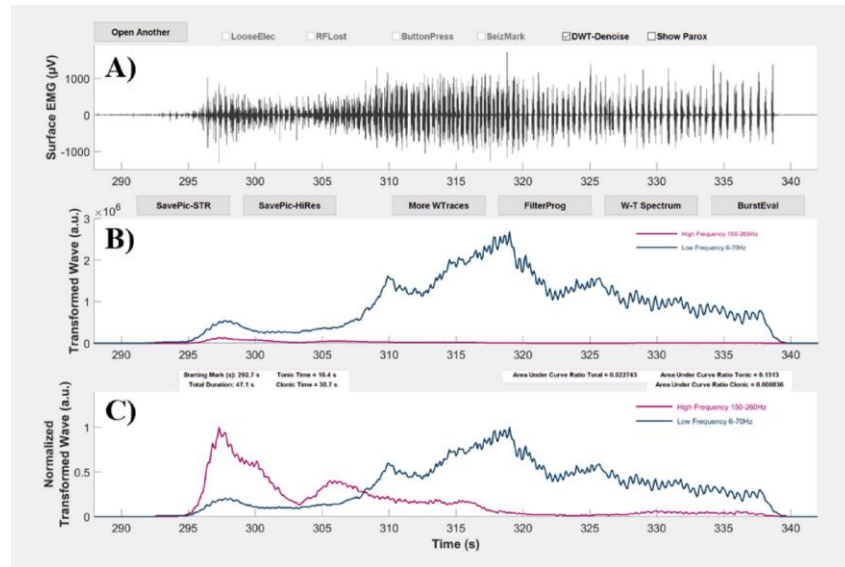 Open Another
LooseElec RFLost ButtonPress SeizMark DWT-Denoise Show Parox
A)
Surface EMG (µV)
1000
0
-1000
290 295 300 305 310 315 320 325 330 335 340
SavePic-STR SavePic-HiRes More WTraces FilterProg W-T Spectrum BurstEval
×10⁶
B)
Transformed Wave (a.u.)
3
2
1
0
High Frequency 150-260Hz
Low Frequency 6-70Hz
290 295 300 305 310 315 320 325 330 335 340
Starting Mark (s): 292.7 s Tonic Time = 16.4 s Area Under Curve Ratio Total = 0.022743 Area Under Curve Ratio Tonic = 0.1313
Total Duration: 47.1 s Clonic Time = 30.7 s Area Under Curve Ratio Clonic = 0.008836
C)
Normalized
Transformed Wave (a.u.)
1
0.5
0
High Frequency 150-260Hz
Low Frequency 6-70Hz
290 295 300 305 310 315 320 325 330 335 340
Time (s)